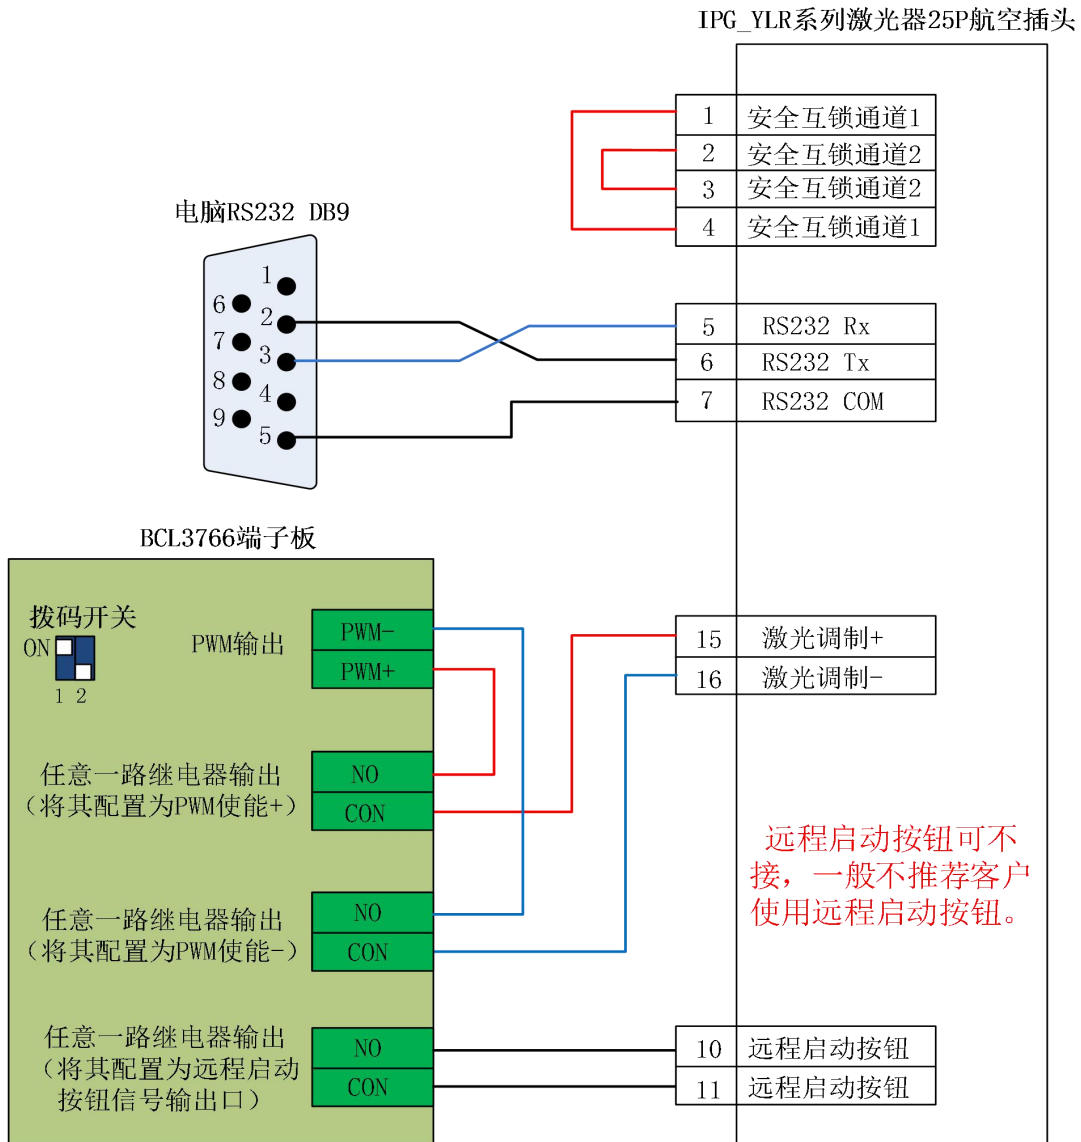 IPG_YLR系列激光器25P航空插头
1 安全互锁通道1
2 安全互锁通道2
3 安全互锁通道2
4 安全互锁通道1
电脑RS232 DB9
1
6
2
7
3
8
4
9
5
5 RS232 Rx
6 RS232 Tx
7 RS232 COM
BCL3766端子板
拨码开关
ON
1 2
PWM输出
PWM-
PWM+
15 激光调制+
16 激光调制-
任意一路继电器输出
（将其配置为PWM使能+）
NO
CON
远程启动按钮可不
接，一般不推荐客户
使用远程启动按钮。
任意一路继电器输出
（将其配置为PWM使能-）
NO
CON
任意一路继电器输出
（将其配置为远程启动
按钮信号输出口）
NO
CON
10 远程启动按钮
11 远程启动按钮